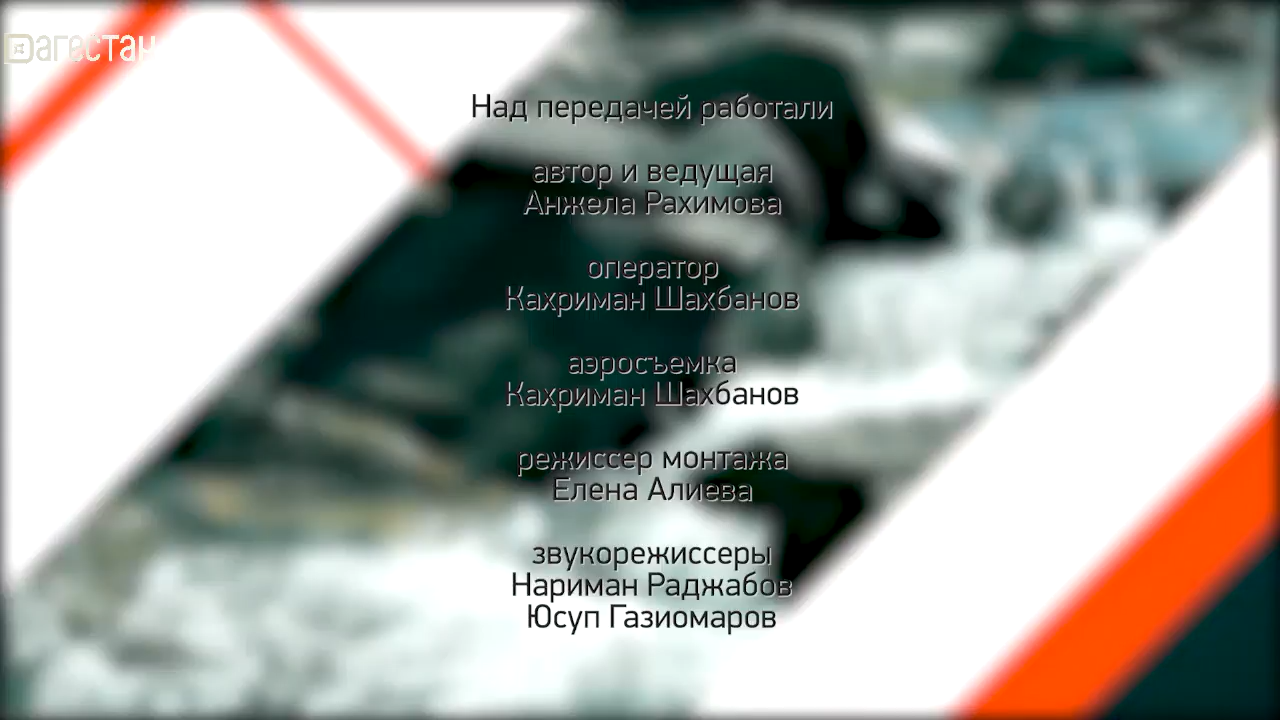 Дагестан
Над передачей работали
автор и ведущая
Анжела Рахимова
оператор
Кахриман Шахбанов
аэросъемка
Кахриман Шахбанов
режиссер монтажа
Елена Алиева
звукорежиссеры
Нариман Раджабов
Юсуп Газиомаров